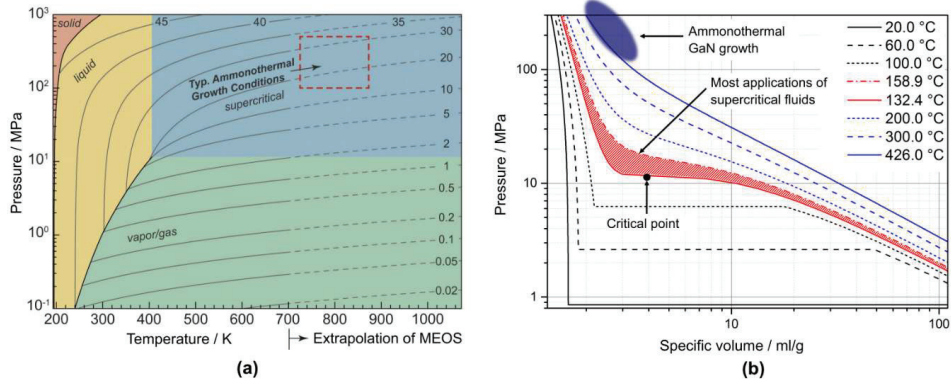 45
40
35
10³
solid
30
liquid
10²
Typ. Ammonothermal
Growth Conditions
20
supercritical
10
5
10¹
2
1
0.5
10⁰
vapor/gas
0.2
0.1
0.05
10⁻¹
0.02
200 300 400 500 600 700 800 900 1000
Pressure / MPa
Temperature / K
Extrapolation of MEOS
(a)
Ammonothermal
GaN growth
20.0 °C
60.0 °C
100.0 °C
158.9 °C
132.4 °C
200.0 °C
300.0 °C
426.0 °C
100
Most applications of
supercritical fluids
10
Critical point
1
10 100
Pressure / MPa
Specific volume / ml/g
(b)